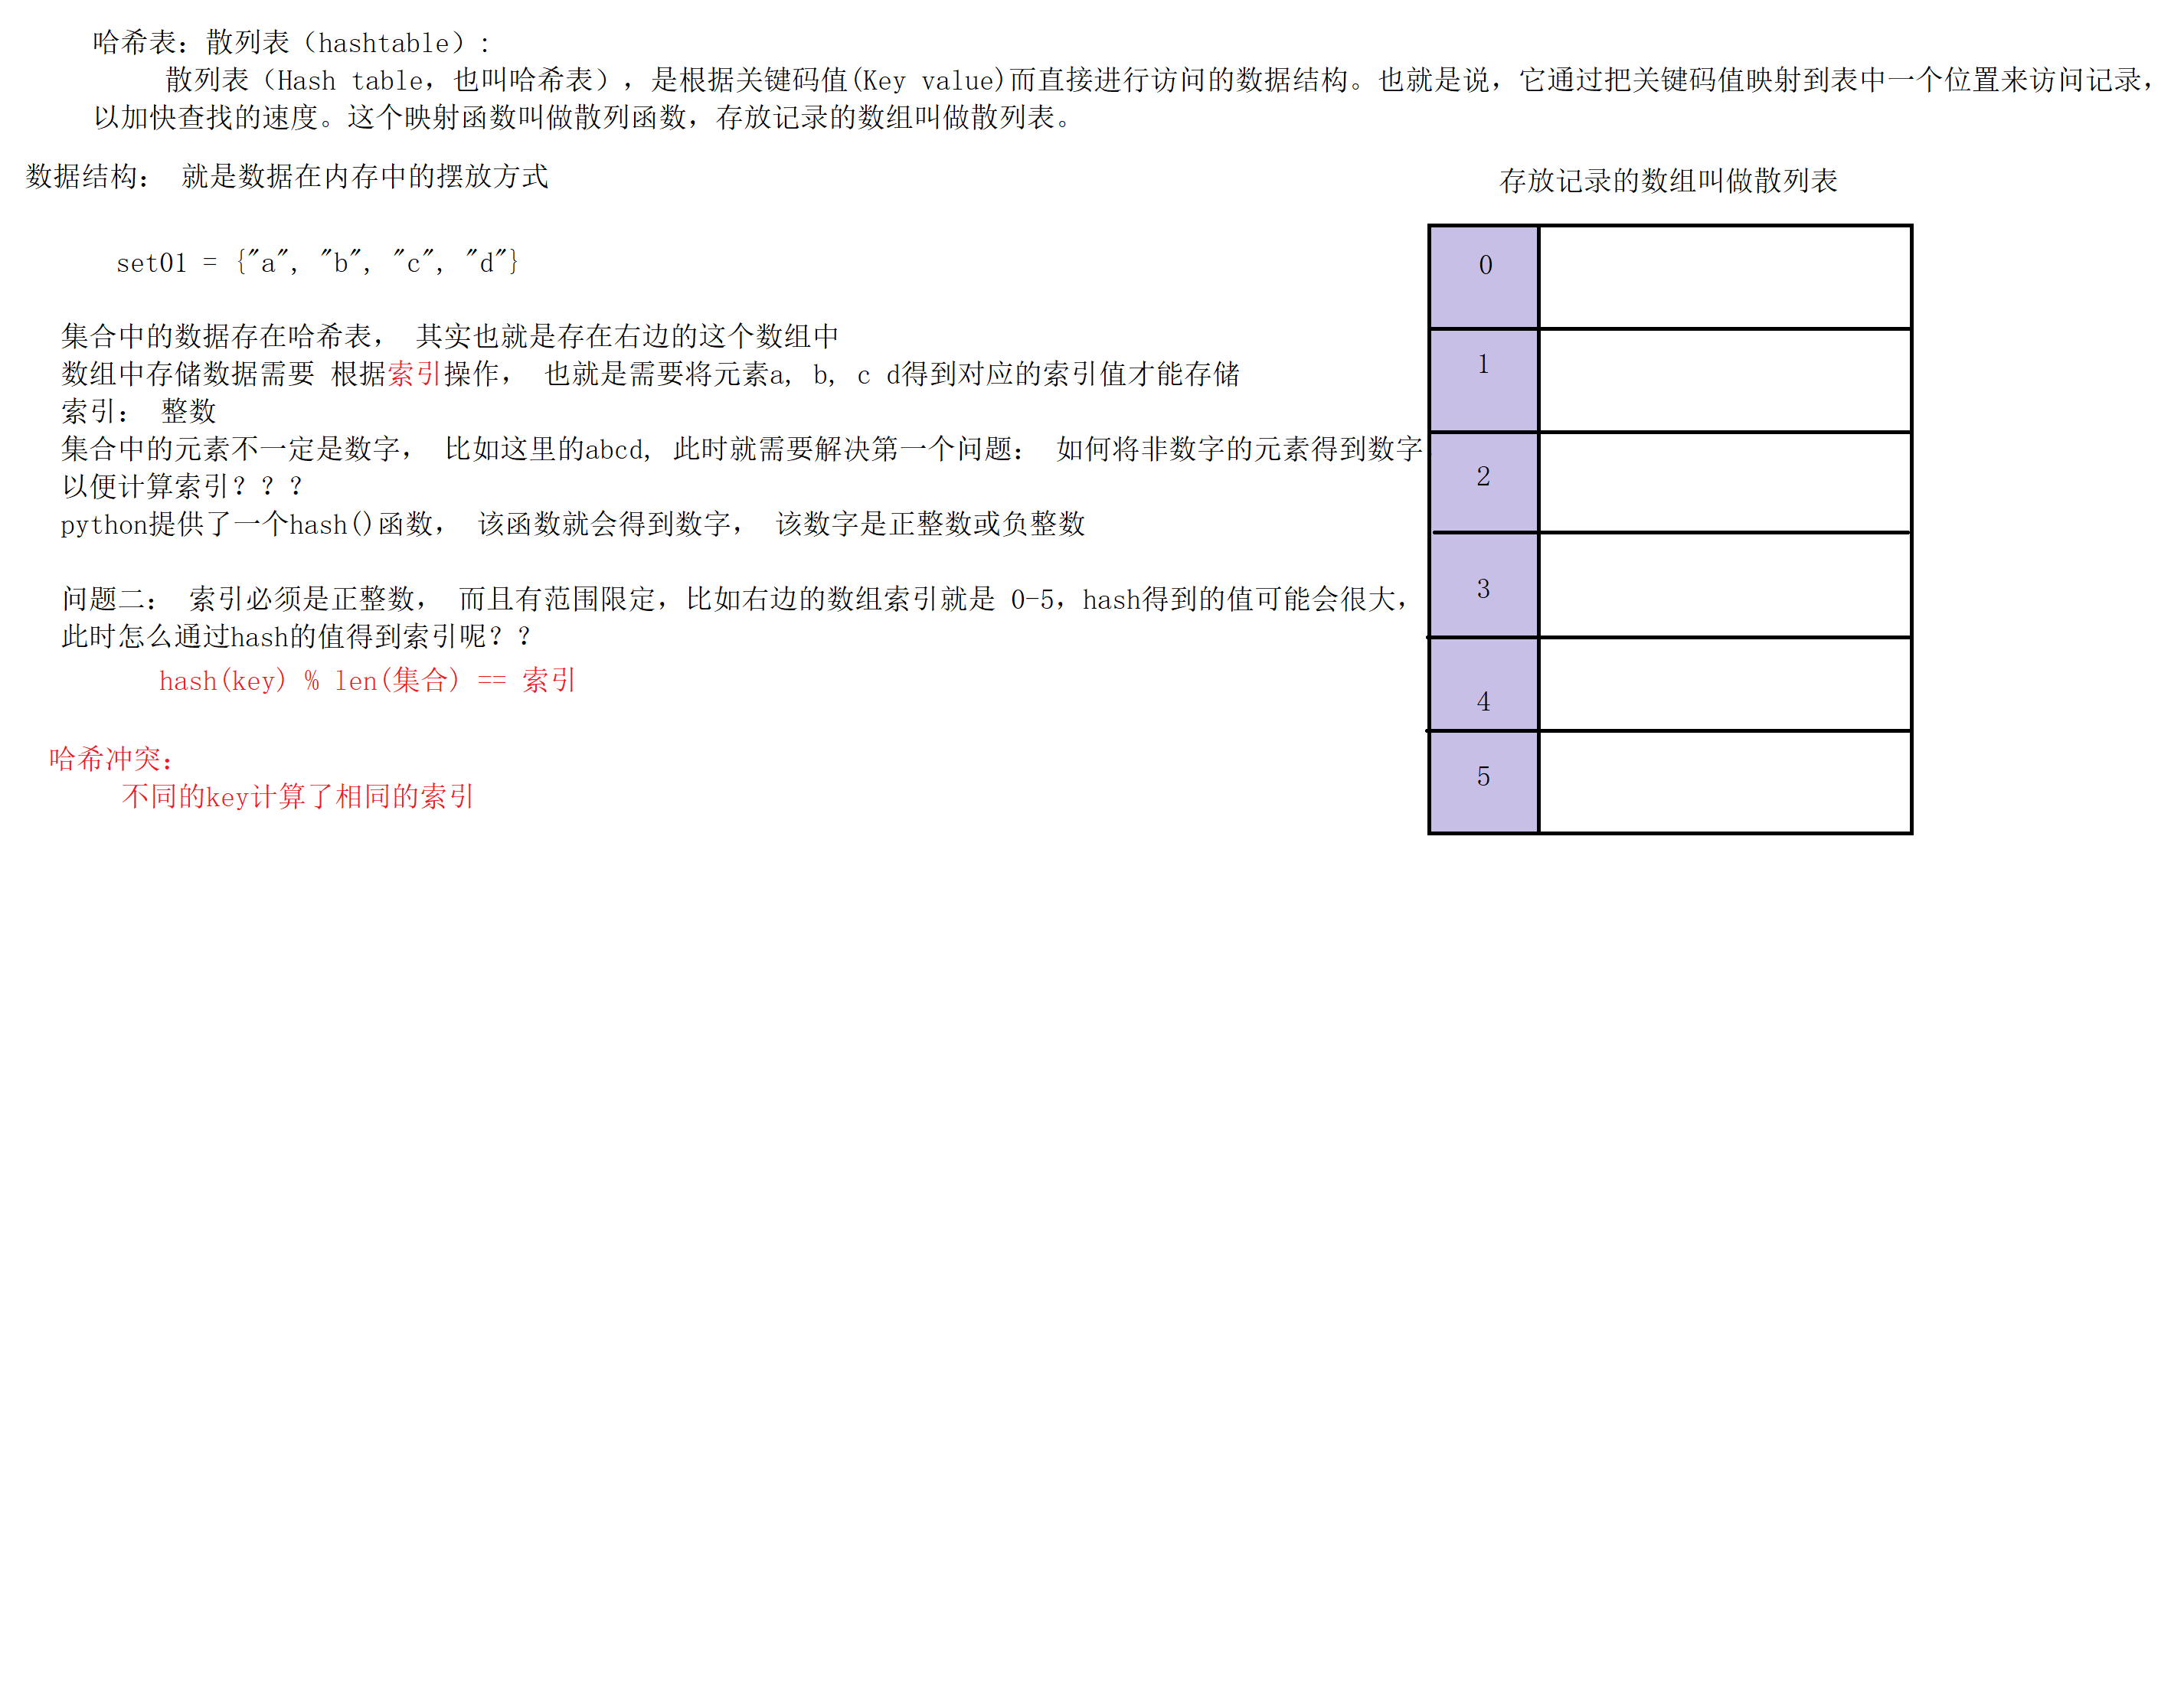 哈希表：散列表（hashtable）:
散列表（Hash table，也叫哈希表），是根据关键码值(Key value)而直接进行访问的数据结构。也就是说，它通过把关键码值映射到表中一个位置来访问记录，
以加快查找的速度。这个映射函数叫做散列函数，存放记录的数组叫做散列表。
数据结构： 就是数据在内存中的摆放方式
存放记录的数组叫做散列表
set01 = {"a", "b", "c", "d"}
集合中的数据存在哈希表， 其实也就是存在右边的这个数组中
数组中存储数据需要 根据索引操作， 也就是需要将元素a, b, c d得到对应的索引值才能存储
索引： 整数
集合中的元素不一定是数字， 比如这里的abcd, 此时就需要解决第一个问题： 如何将非数字的元素得到数字
以便计算索引？？？
python提供了一个hash()函数， 该函数就会得到数字， 该数字是正整数或负整数
问题二： 索引必须是正整数， 而且有范围限定，比如右边的数组索引就是 0-5，hash得到的值可能会很大，
此时怎么通过hash的值得到索引呢？？
hash(key) % len(集合) == 索引
哈希冲突：
不同的key计算了相同的索引
0
1
2
3
4
5